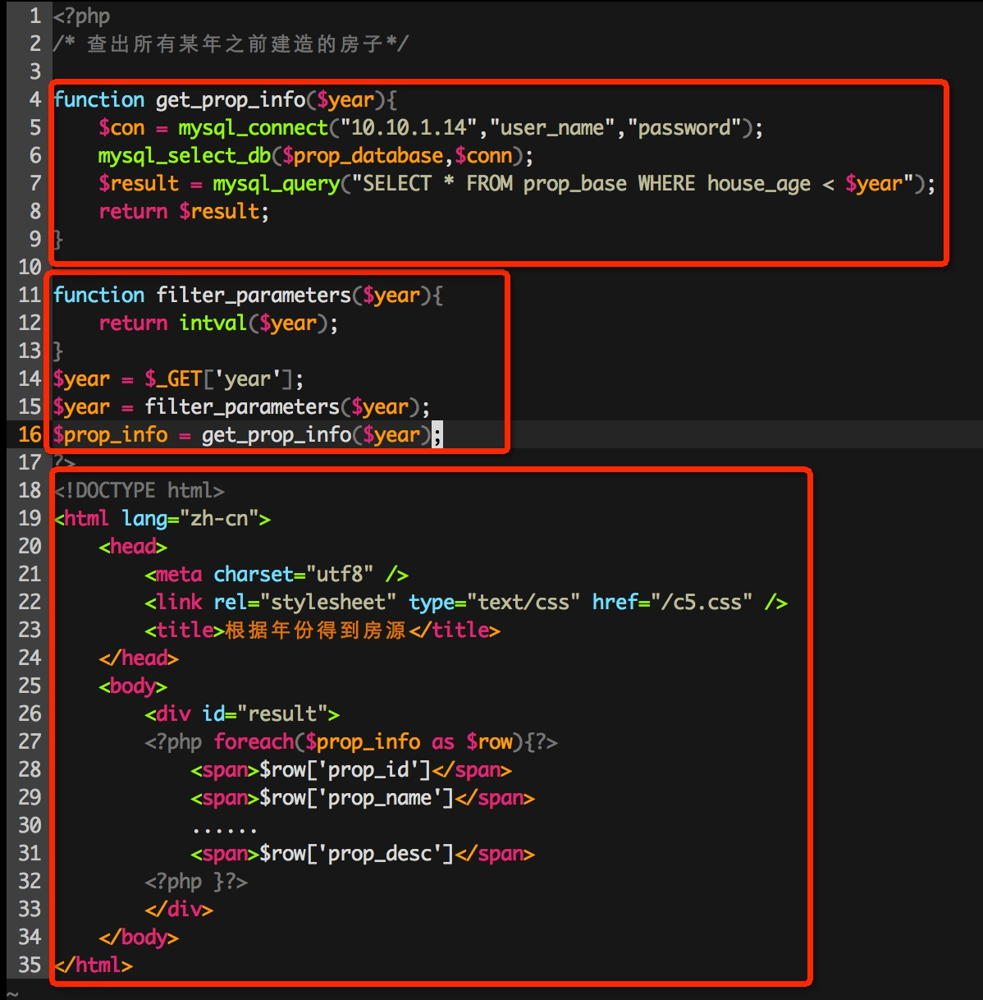 1 <?php
2 /* 查出所有某年之前建造的房子*/
3
4 function get_prop_info($year){
5     $con = mysql_connect("10.10.1.14","user_name","password");
6     mysql_select_db($prop_database,$conn);
7     $result = mysql_query("SELECT * FROM prop_base WHERE house_age < $year");
8     return $result;
9 }
10
11 function filter_parameters($year){
12     return intval($year);
13 }
14 $year = $_GET['year'];
15 $year = filter_parameters($year);
16 $prop_info = get_prop_info($year);
17 ?>
18 <!DOCTYPE html>
19 <html lang="zh-cn">
20     <head>
21         <meta charset="utf8" />
22         <link rel="stylesheet" type="text/css" href="/c5.css" />
23         <title>根据年份得到房源</title>
24     </head>
25     <body>
26         <div id="result">
27         <?php foreach($prop_info as $row){?>
28             <span>$row['prop_id']</span>
29             <span>$row['prop_name']</span>
30             ......
31             <span>$row['prop_desc']</span>
32         <?php }?>
33         </div>
34     </body>
35 </html>
~